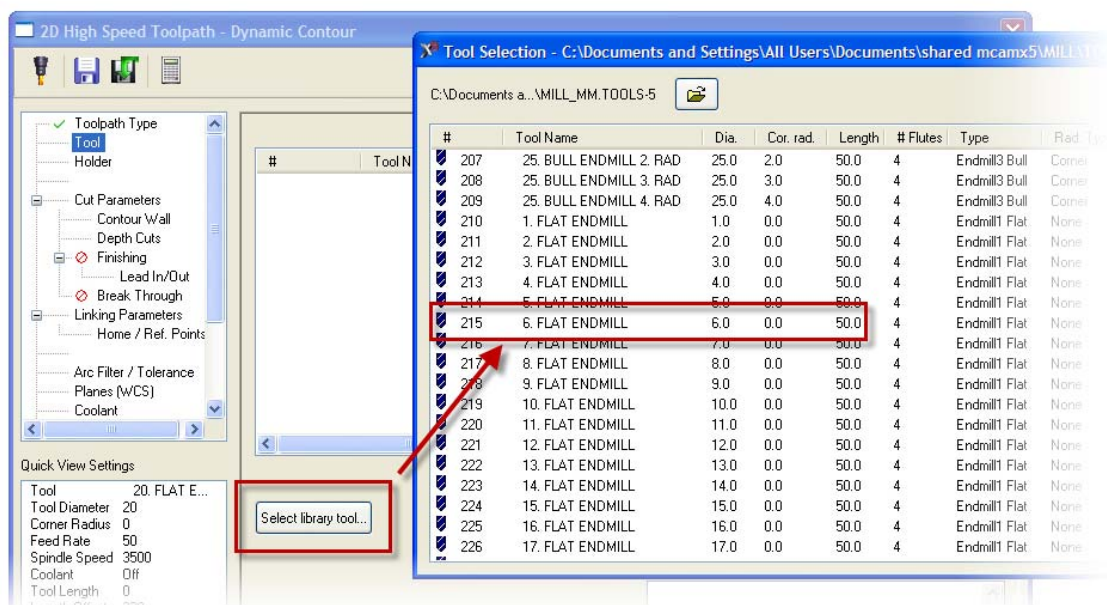 2D High Speed Toolpath - Dynamic Contour
Toolpath Type
Tool
Holder
Cut Parameters
Contour Wall
Depth Cuts
Finishing
Lead In/Out
Break Through
Linking Parameters
Home / Ref. Points
Arc Filter / Tolerance
Planes (WCS)
Coolant
# Tool N
Select library tool...
Quick View Settings
Tool 20. FLAT E...
Tool Diameter 20
Corner Radius 0
Feed Rate 50
Spindle Speed 3500
Coolant Off
Tool Length 0
Tool Selection - C:\Documents and Settings\All Users\Documents\shared mcamx5\MILL\
C:\Documents a...\MILL_MM.TOOLS-5
# Tool Name Dia. Cor. rad. Length # Flutes Type Rad.
207 25. BULL ENDMILL 2. RAD 25.0 2.0 50.0 4 Endmill3 Bull Corner
208 25. BULL ENDMILL 3. RAD 25.0 3.0 50.0 4 Endmill3 Bull Corner
209 25. BULL ENDMILL 4. RAD 25.0 4.0 50.0 4 Endmill3 Bull Corner
210 1. FLAT ENDMILL 1.0 0.0 50.0 4 Endmill1 Flat None
211 2. FLAT ENDMILL 2.0 0.0 50.0 4 Endmill1 Flat None
212 3. FLAT ENDMILL 3.0 0.0 50.0 4 Endmill1 Flat None
213 4. FLAT ENDMILL 4.0 0.0 50.0 4 Endmill1 Flat None
214 5. FLAT ENDMILL 5.0 0.0 50.0 4 Endmill1 Flat None
215 6. FLAT ENDMILL 6.0 0.0 50.0 4 Endmill1 Flat None
216 7. FLAT ENDMILL 7.0 0.0 50.0 4 Endmill1 Flat None
217 8. FLAT ENDMILL 8.0 0.0 50.0 4 Endmill1 Flat None
218 9. FLAT ENDMILL 9.0 0.0 50.0 4 Endmill1 Flat None
219 10. FLAT ENDMILL 10.0 0.0 50.0 4 Endmill1 Flat None
220 11. FLAT ENDMILL 11.0 0.0 50.0 4 Endmill1 Flat None
221 12. FLAT ENDMILL 12.0 0.0 50.0 4 Endmill1 Flat None
222 13. FLAT ENDMILL 13.0 0.0 50.0 4 Endmill1 Flat None
223 14. FLAT ENDMILL 14.0 0.0 50.0 4 Endmill1 Flat None
224 15. FLAT ENDMILL 15.0 0.0 50.0 4 Endmill1 Flat None
225 16. FLAT ENDMILL 16.0 0.0 50.0 4 Endmill1 Flat None
226 17. FLAT ENDMILL 17.0 0.0 50.0 4 Endmill1 Flat None